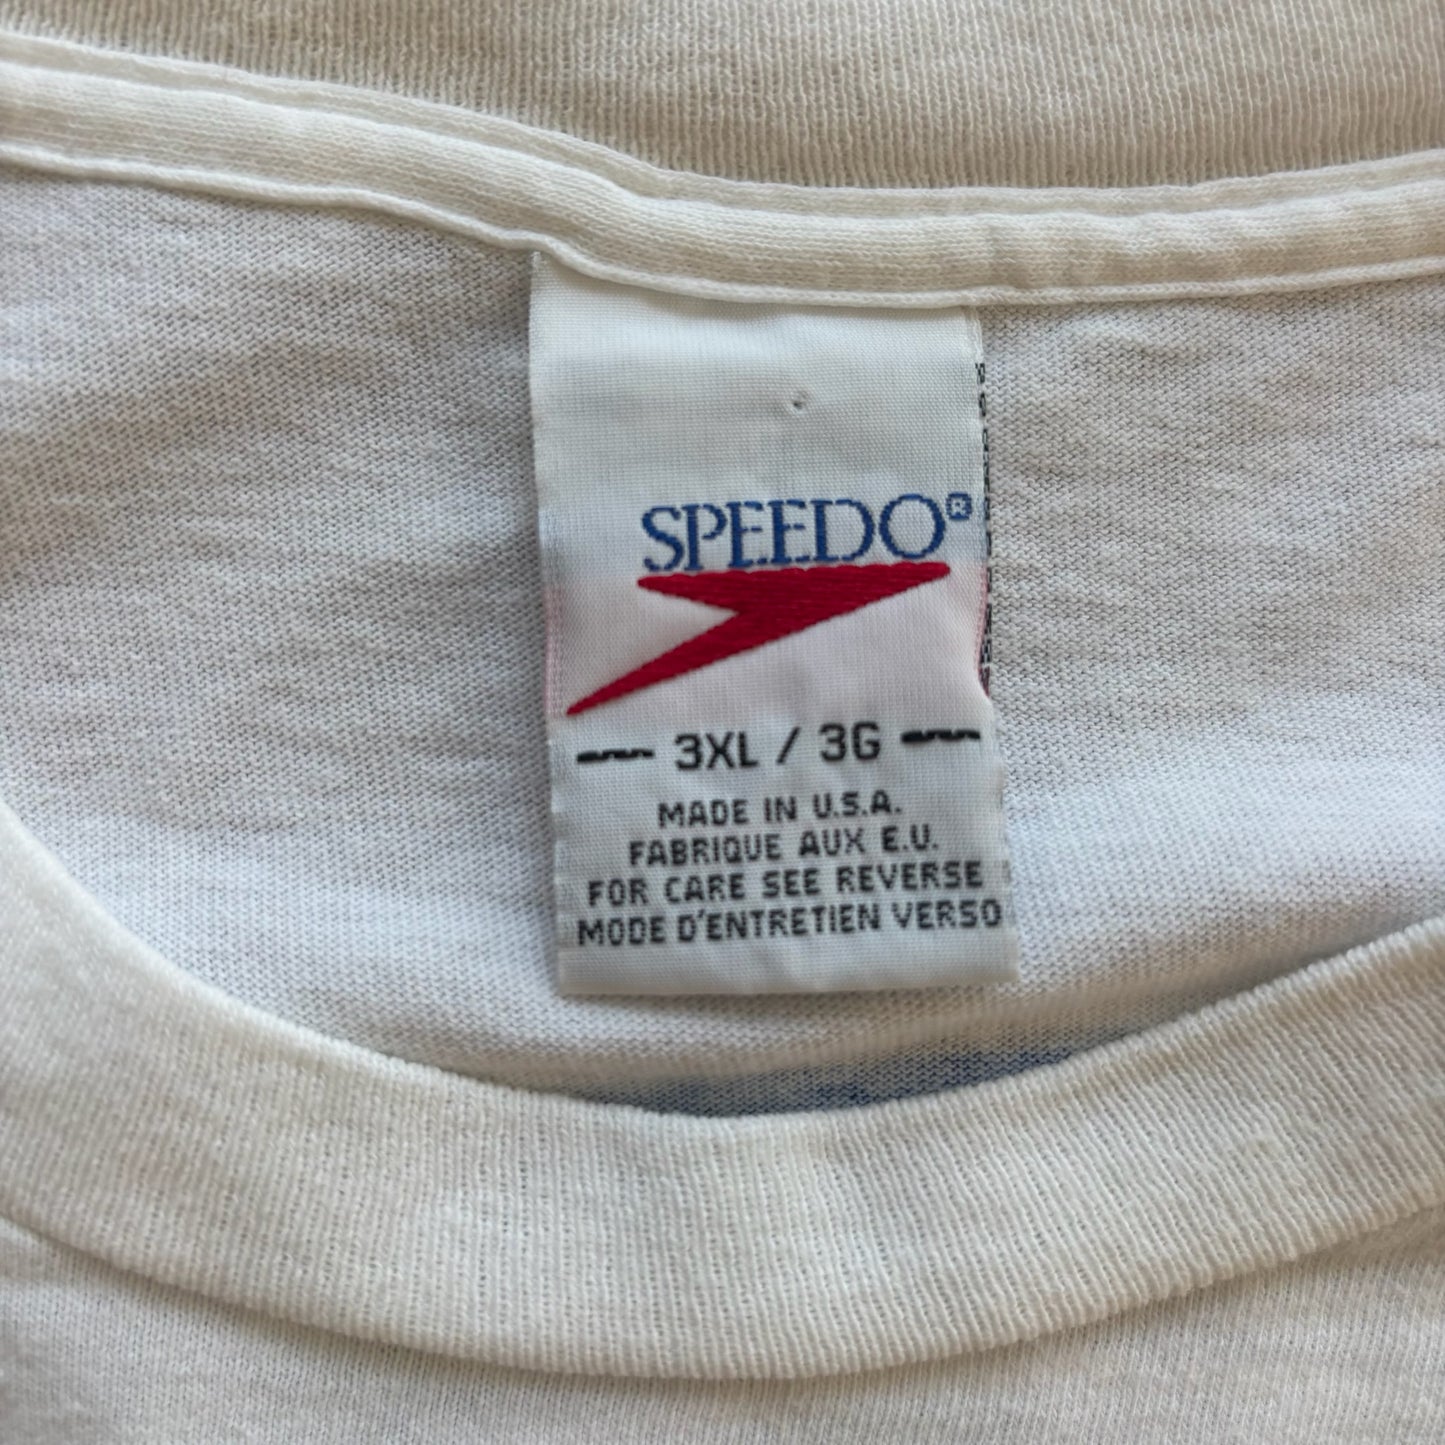 SPEEDO®
3XL / 3G
MADE IN U.S.A.
FABRIQUE AUX E.U.
FOR CARE SEE REVERSE
MODE D'ENTRETIEN VERSO